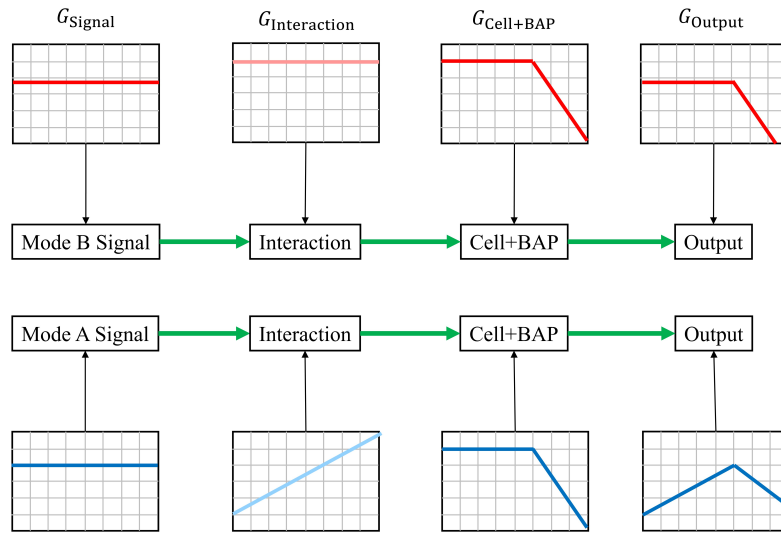 G_Signal G_Interaction G_Cell+BAP G_Output
Mode B Signal Interaction Cell+BAP Output
Mode A Signal Interaction Cell+BAP Output